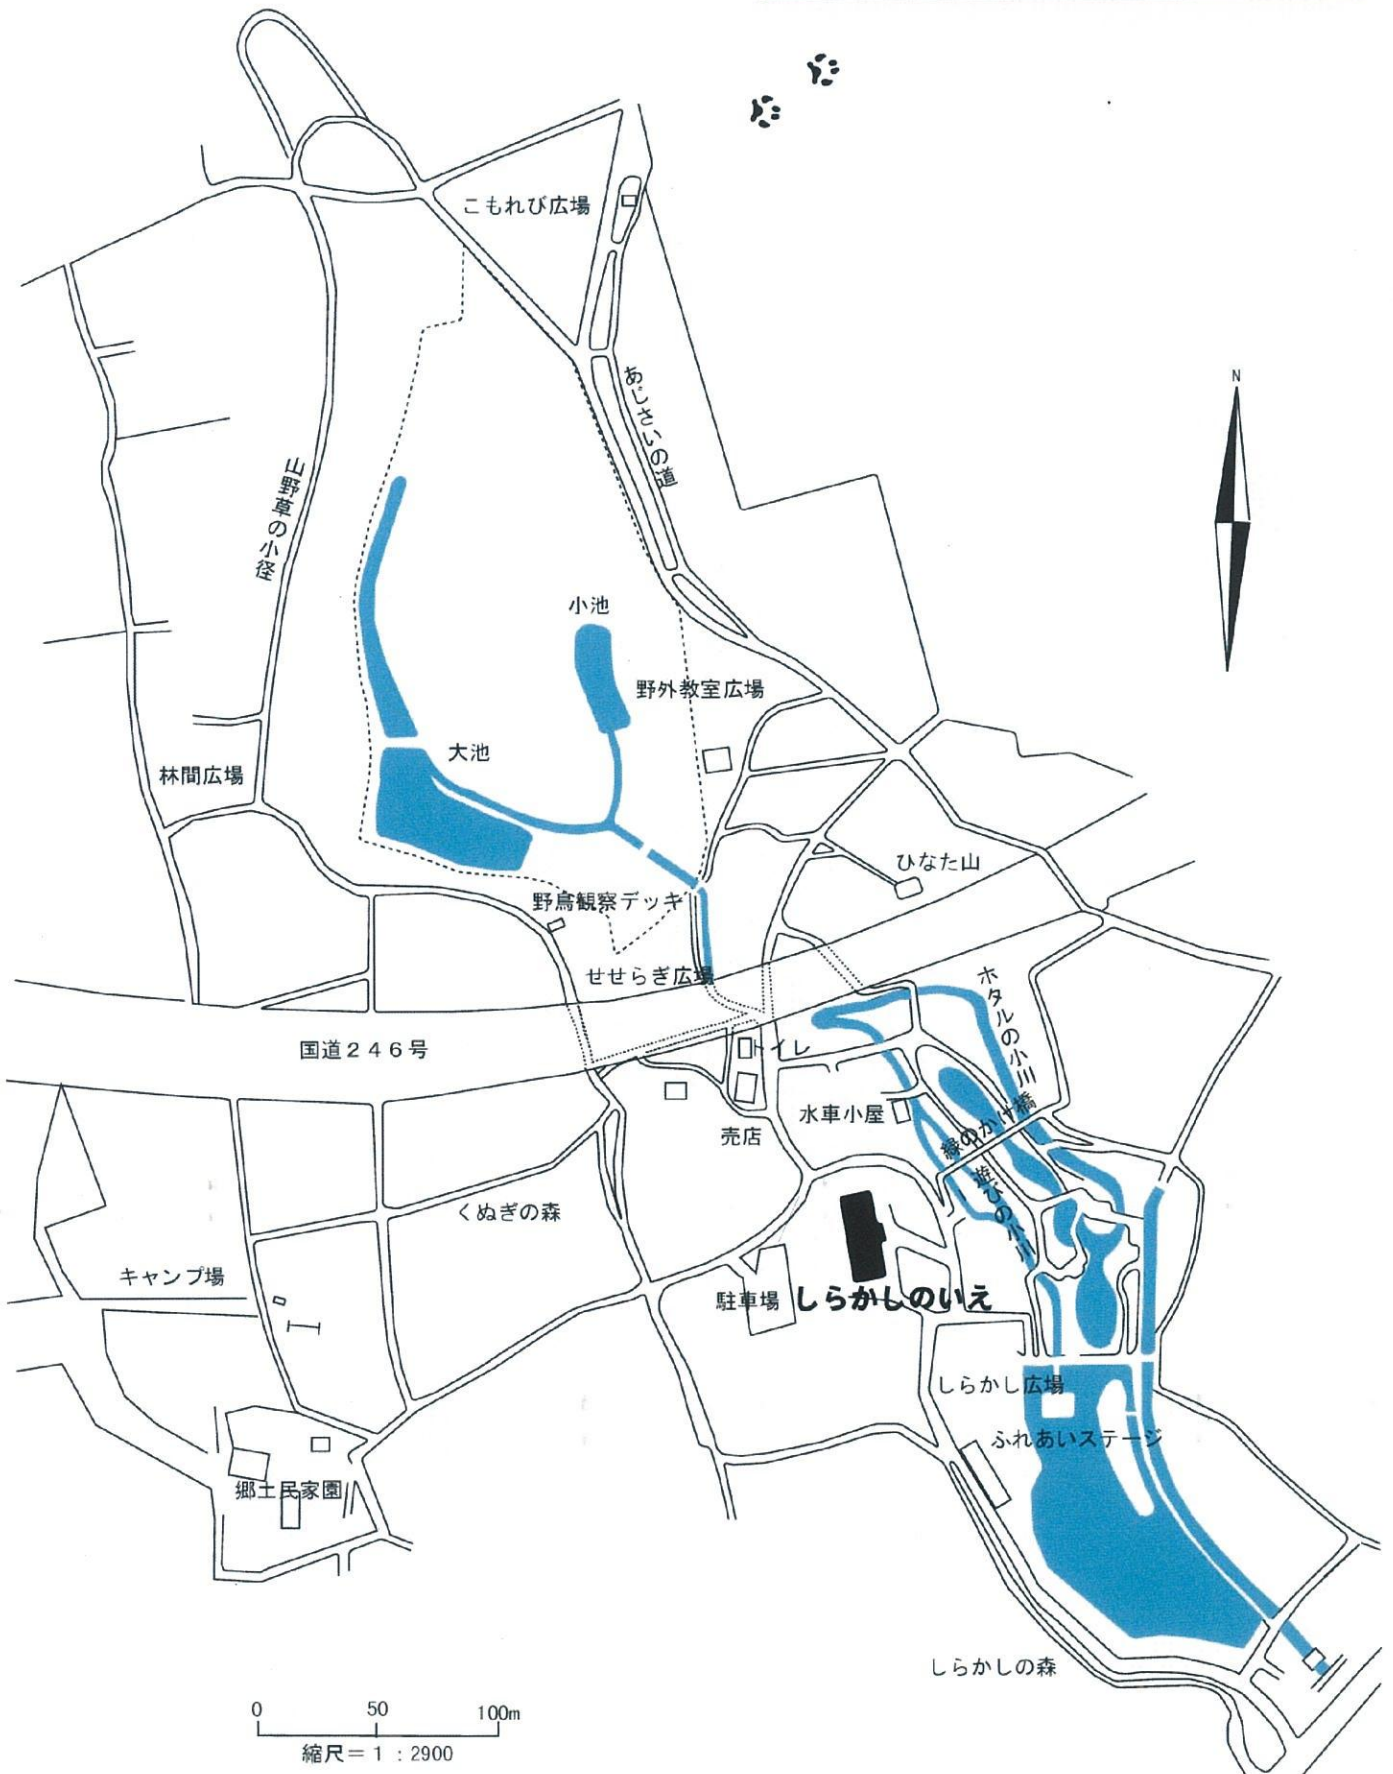 こもれび広場
N
あじさいの道
山野草の小径
小池
野外教室広場
大池
林間広場
ひなた山
野鳥観察デッキ
せせらぎ広場
ホタルの小川
国道246号
トイレ
水車小屋
緑のかけ橋
売店
遊びの小川
くぬぎの森
キャンプ場
駐車場
しらかしのいえ
しらかし広場
ふれあいステージ
郷土民家園
しらかしの森
0 50 100m
縮尺＝1：2900